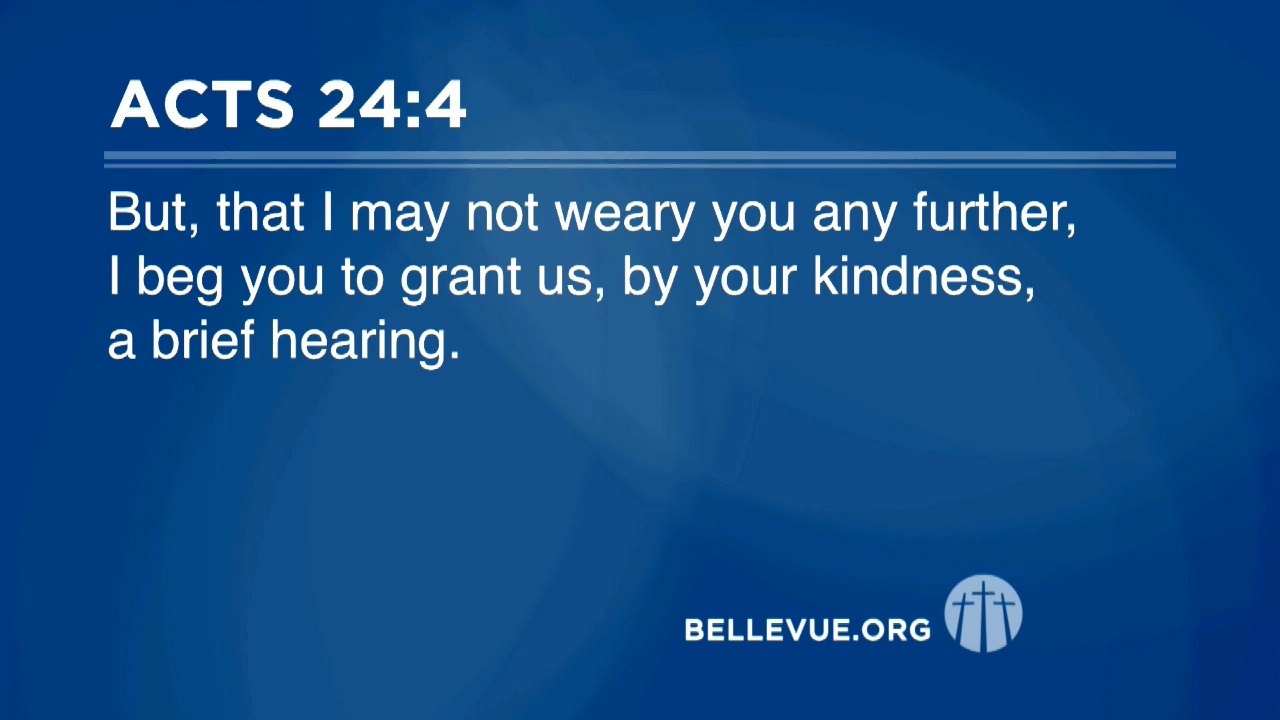 ACTS 24:4
But, that I may not weary you any further,
I beg you to grant us, by your kindness,
a brief hearing.
BELLEVUE.ORG